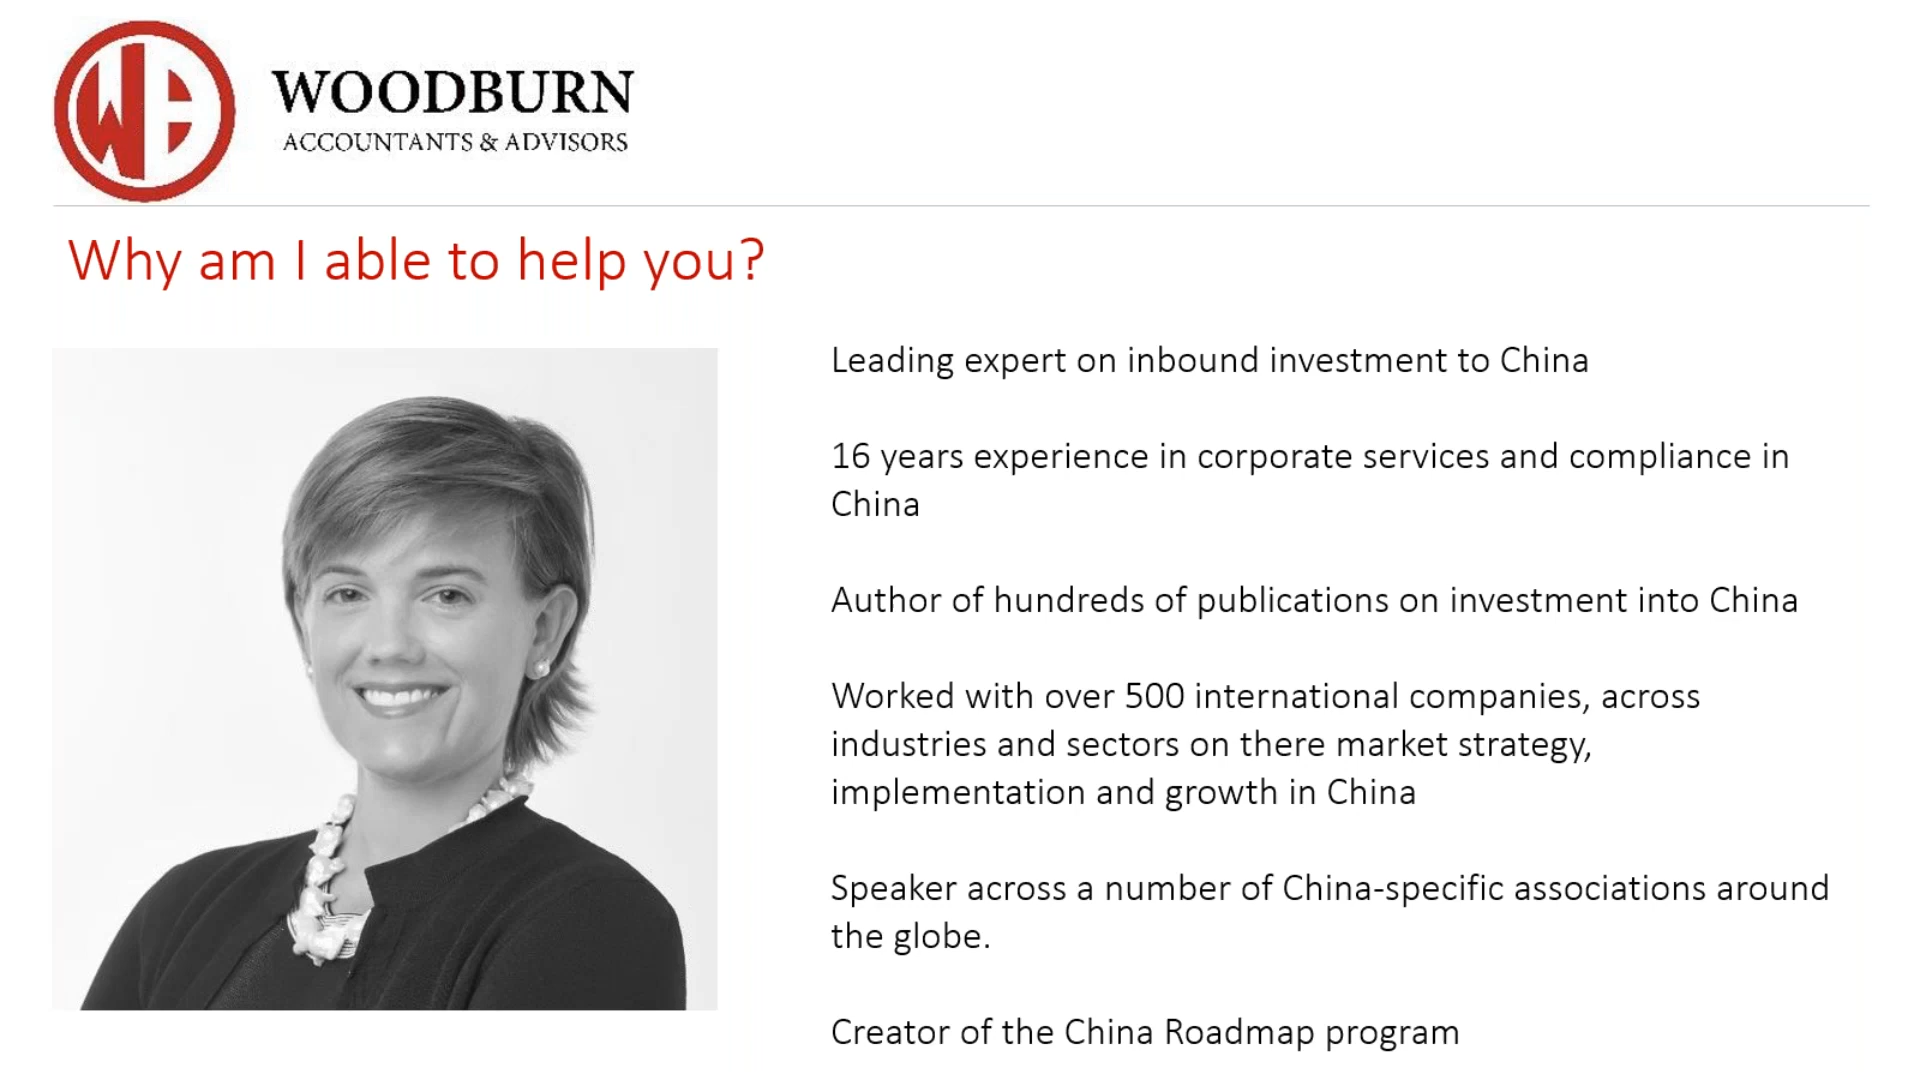 WOODBURN
ACCOUNTANTS & ADVISORS
Why am I able to help you?
Leading expert on inbound investment to China
16 years experience in corporate services and compliance in
China
Author of hundreds of publications on investment into China
Worked with over 500 international companies, across
industries and sectors on there market strategy,
implementation and growth in China
Speaker across a number of China-specific associations around
the globe.
Creator of the China Roadmap program